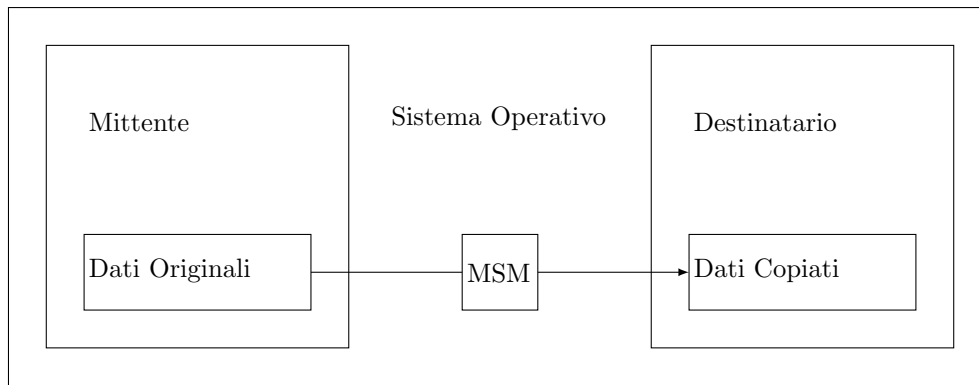 Sistema Operativo
Mittente
Destinatario
Dati Originali
MSM
Dati Copiati